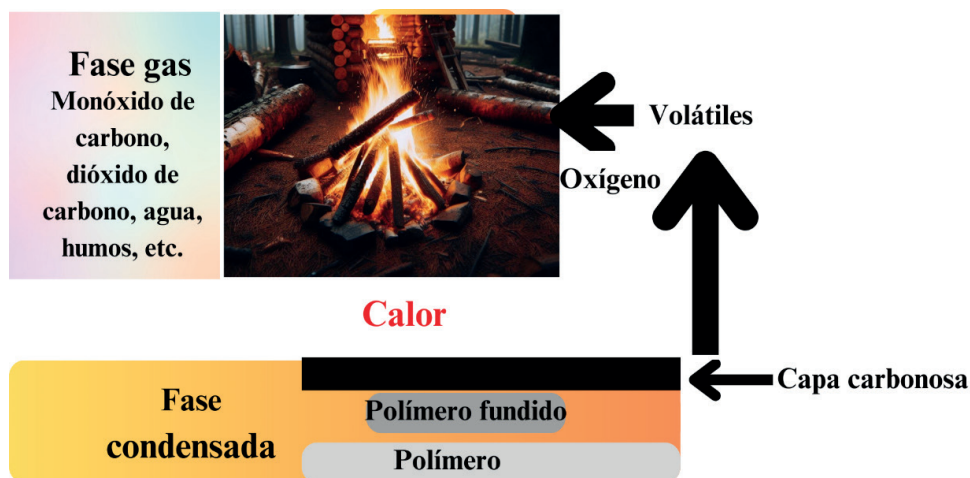 Fase gas
Monóxido de
carbono,
dióxido de
carbono, agua,
humos, etc.
Volátiles
Oxígeno
Calor
Capa carbonosa
Fase
condensada
Polímero fundido
Polímero